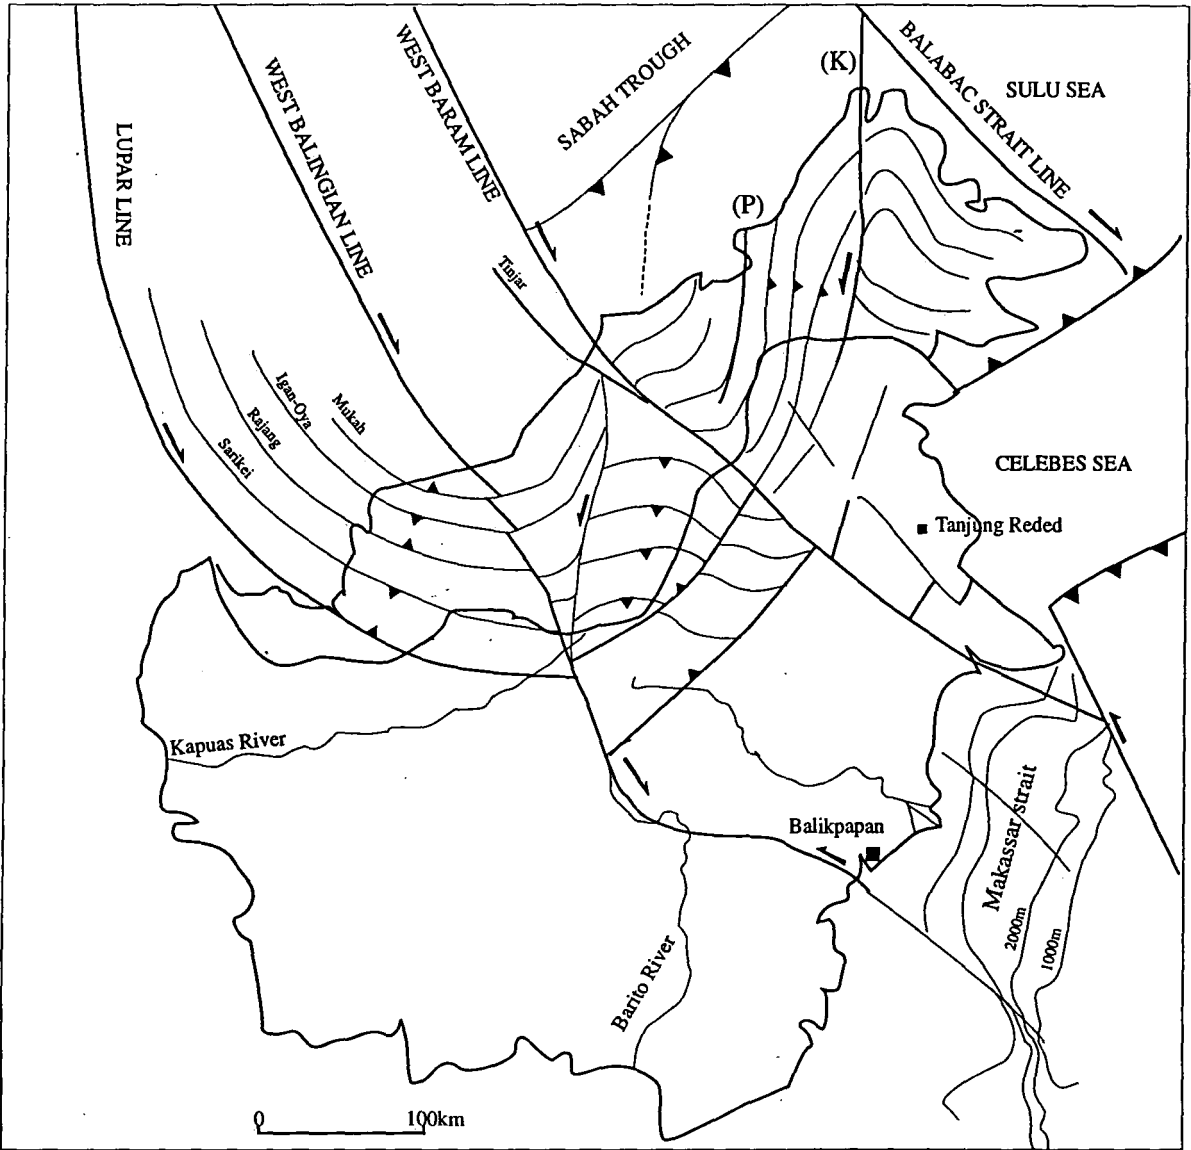 (K)
BALABAC STRAIT LINE
SULU SEA
SABAH TROUGH
WEST BARAM LINE
WEST BALINGIAN LINE
LUPAR LINE
(P)
Tinjar
Mukah
Igan-Oya
Rajang
Sarikei
CELEBES SEA
Tanjung Reded
Kapuas River
Balikpapan
Makassar strait
2000m
1000m
Barito River
0 100km